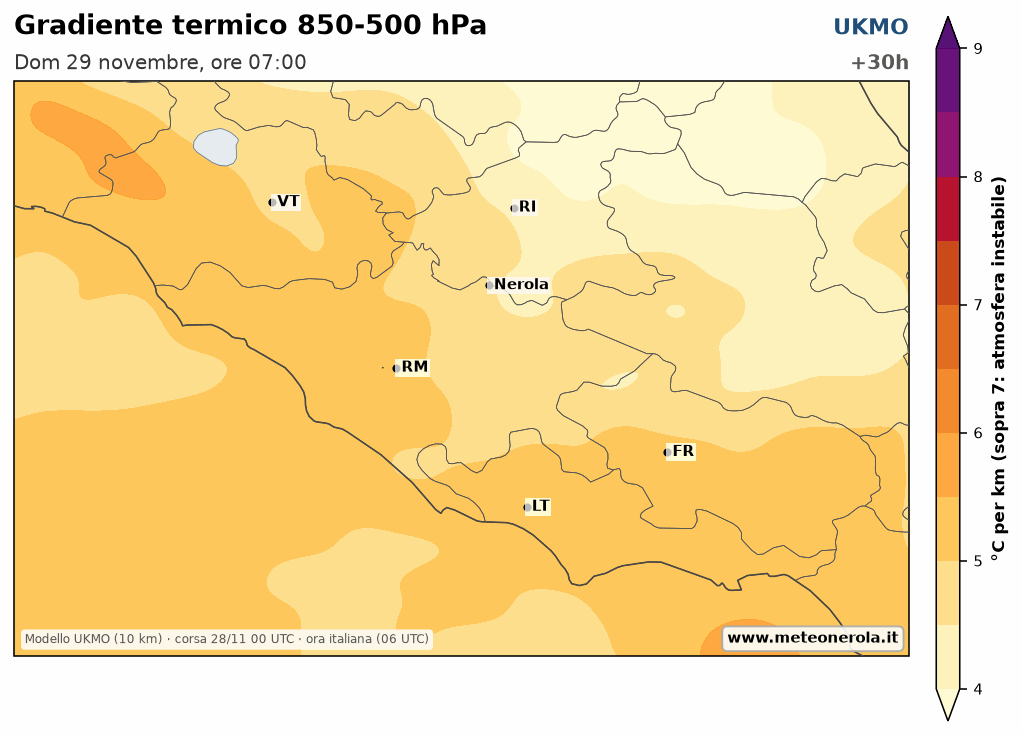 Gradiente termico 850-500 hPa
UKMO
Dom 29 novembre, ore 07:00
+30h
VT
RI
Nerola
RM
FR
LT
Modello UKMO (10 km) · corsa 28/11 00 UTC · ora italiana (06 UTC)
www.meteonerola.it
9
8
7
6
5
4
°C per km (sopra 7: atmosfera instabile)